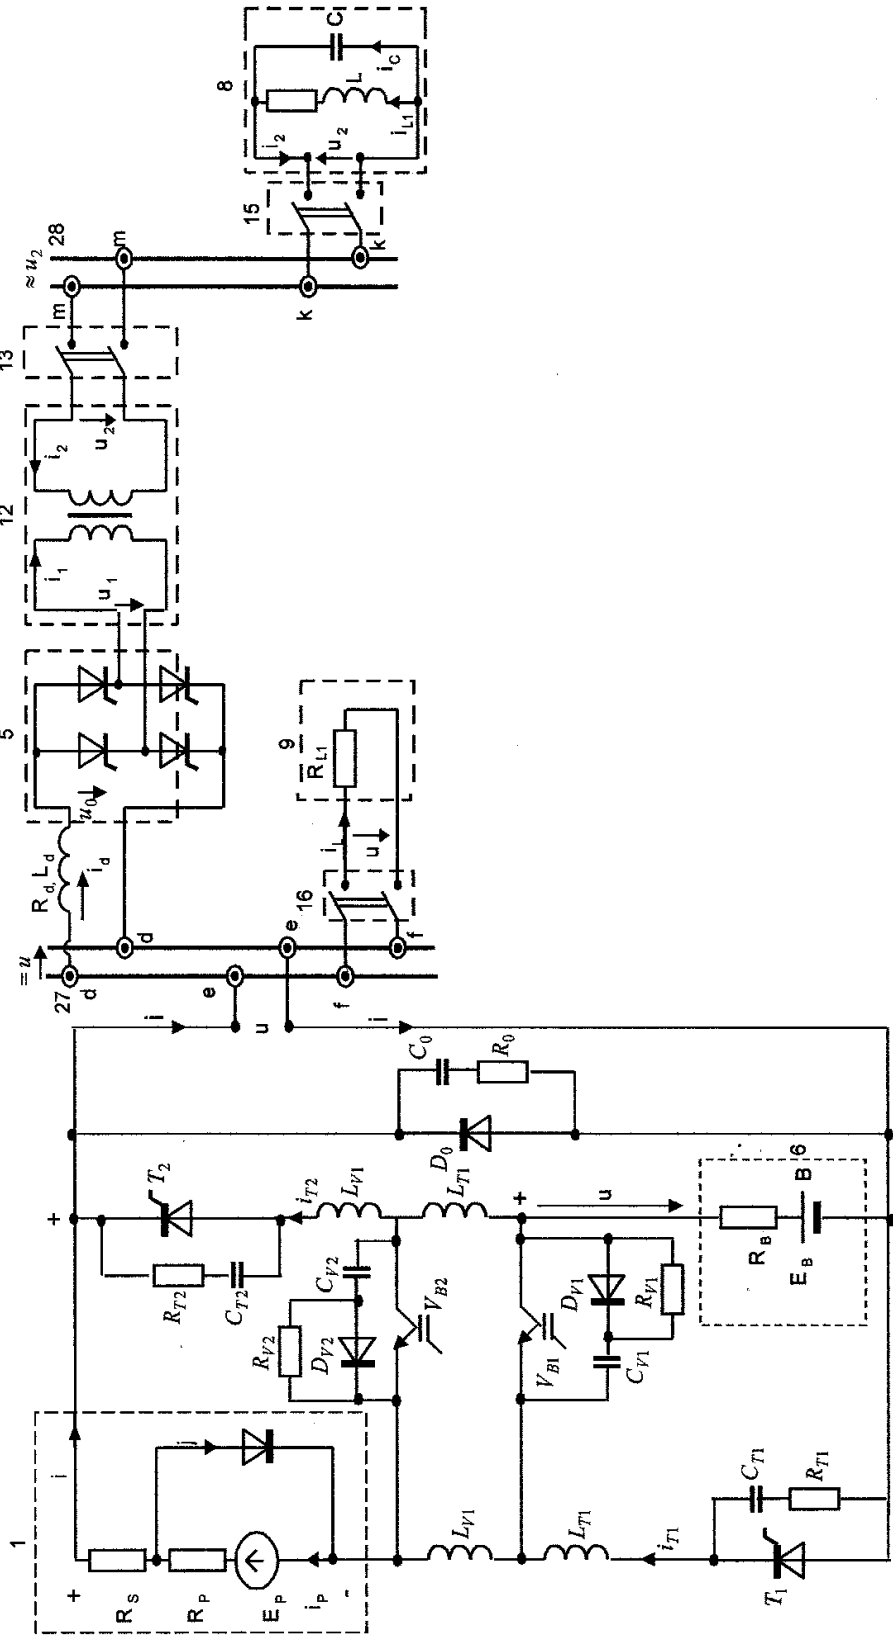 1
+
R_S
R_P
E_P
i_P
-
i
j
+
T_2
R_T2
C_T2
i_T2
L_V1
L_T1
R_V2
D_V2
C_V2
V_B2
+
u
V_B1
D_V1
R_V1
C_V1
R_B
E_B
B
6
L_V1
L_T1
i_T1
T_1
C_T1
R_T1
D_0
C_0
R_0
i
u
i
=u
27
d
d
e
e
f
f
R_d, L_d
i_d
5
u_0
16
i_L
u
9
R_L1
12
i_1
u_1
i_2
u_2
13
≈u_2
28
m
m
k
k
15
8
i_2
u_2
L
i_L1
C
i_C